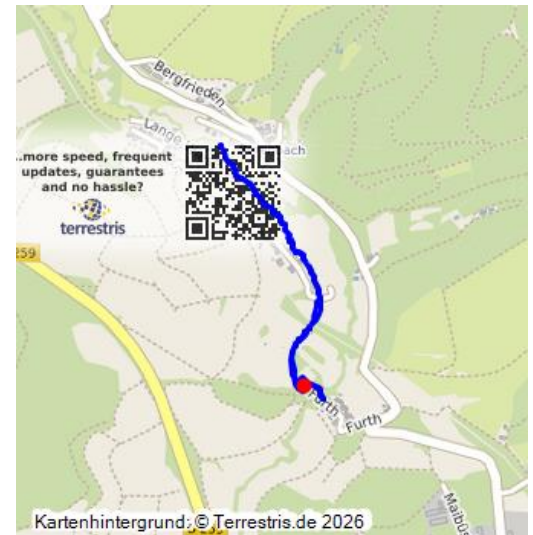 Bergfrieden
Lange
ach
...more speed, frequent
updates, guarantees
and no hassle?
terrestris
259
Furth
Furth
Maibüs
Kartenhintergrund: © Terrestris.de 2026